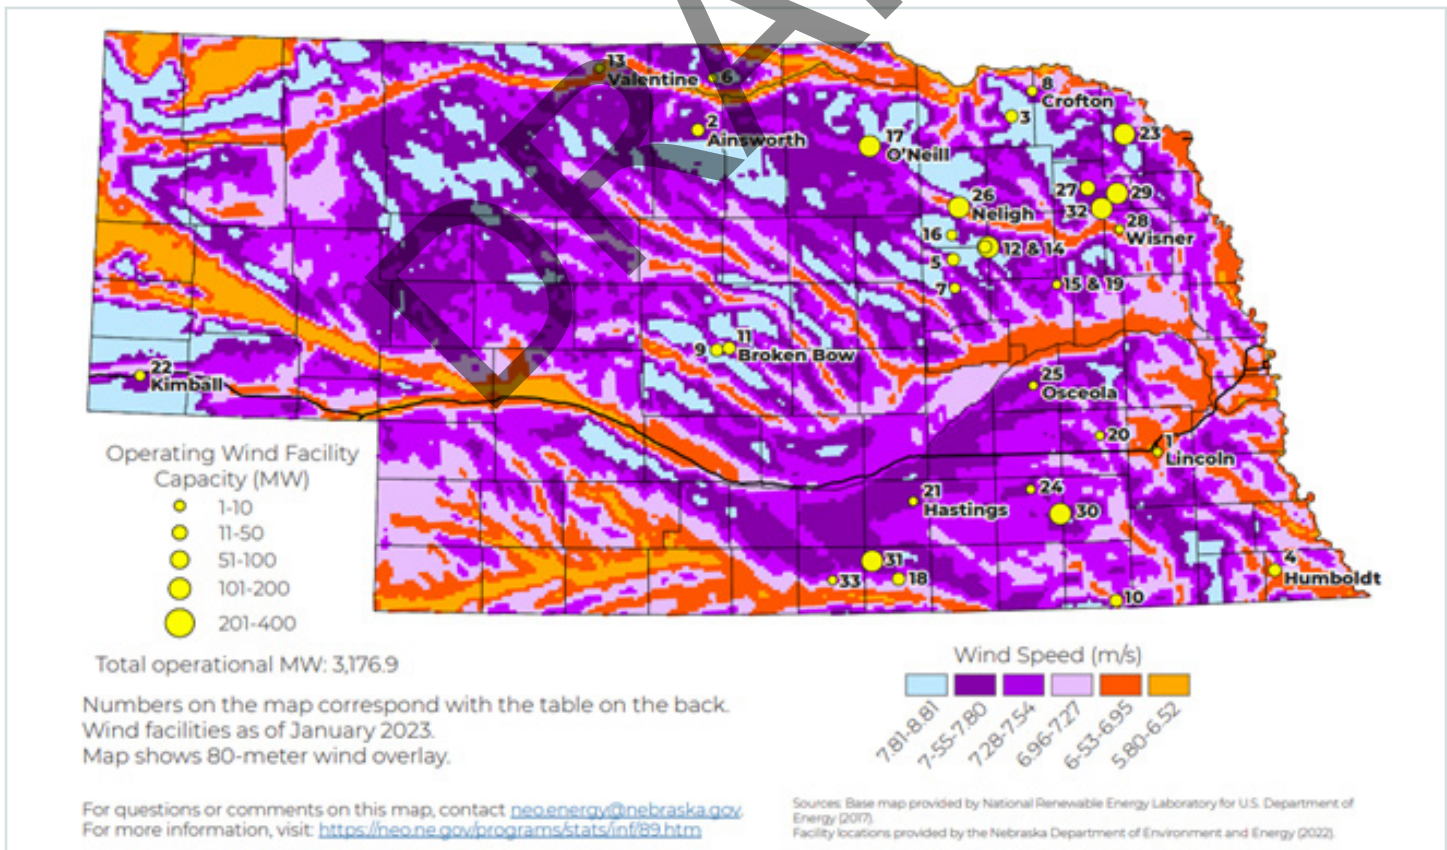 DRA
13
Valentine
6
8
Crofton
3
2
Ainsworth
17
O'Neill
23
27
29
26
Neligh
32
28
Wisner
16
12 & 14
5
7
15 & 19
9
11
Broken Bow
22
Kimball
25
Osceola
20
1
Lincoln
21
Hastings
24
30
31
33
18
4
Humboldt
10
Operating Wind Facility
Capacity (MW)
1-10
11-50
51-100
101-200
201-400
Total operational MW: 3,176.9
Numbers on the map correspond with the table on the back.
Wind facilities as of January 2023.
Map shows 80-meter wind overlay.
For questions or comments on this map, contact neo.energy@nebraska.gov.
For more information, visit: https://neo.ne.gov/programs/stats/inf/89.htm
Wind Speed (m/s)
7.81-8.81
7-55-7.80
7.28-7.54
6.96-7.27
6-53-6.95
5.80-6.52
Sources: Base map provided by National Renewable Energy Laboratory for U.S. Department of
Energy (2017).
Facility locations provided by the Nebraska Department of Environment and Energy (2022).